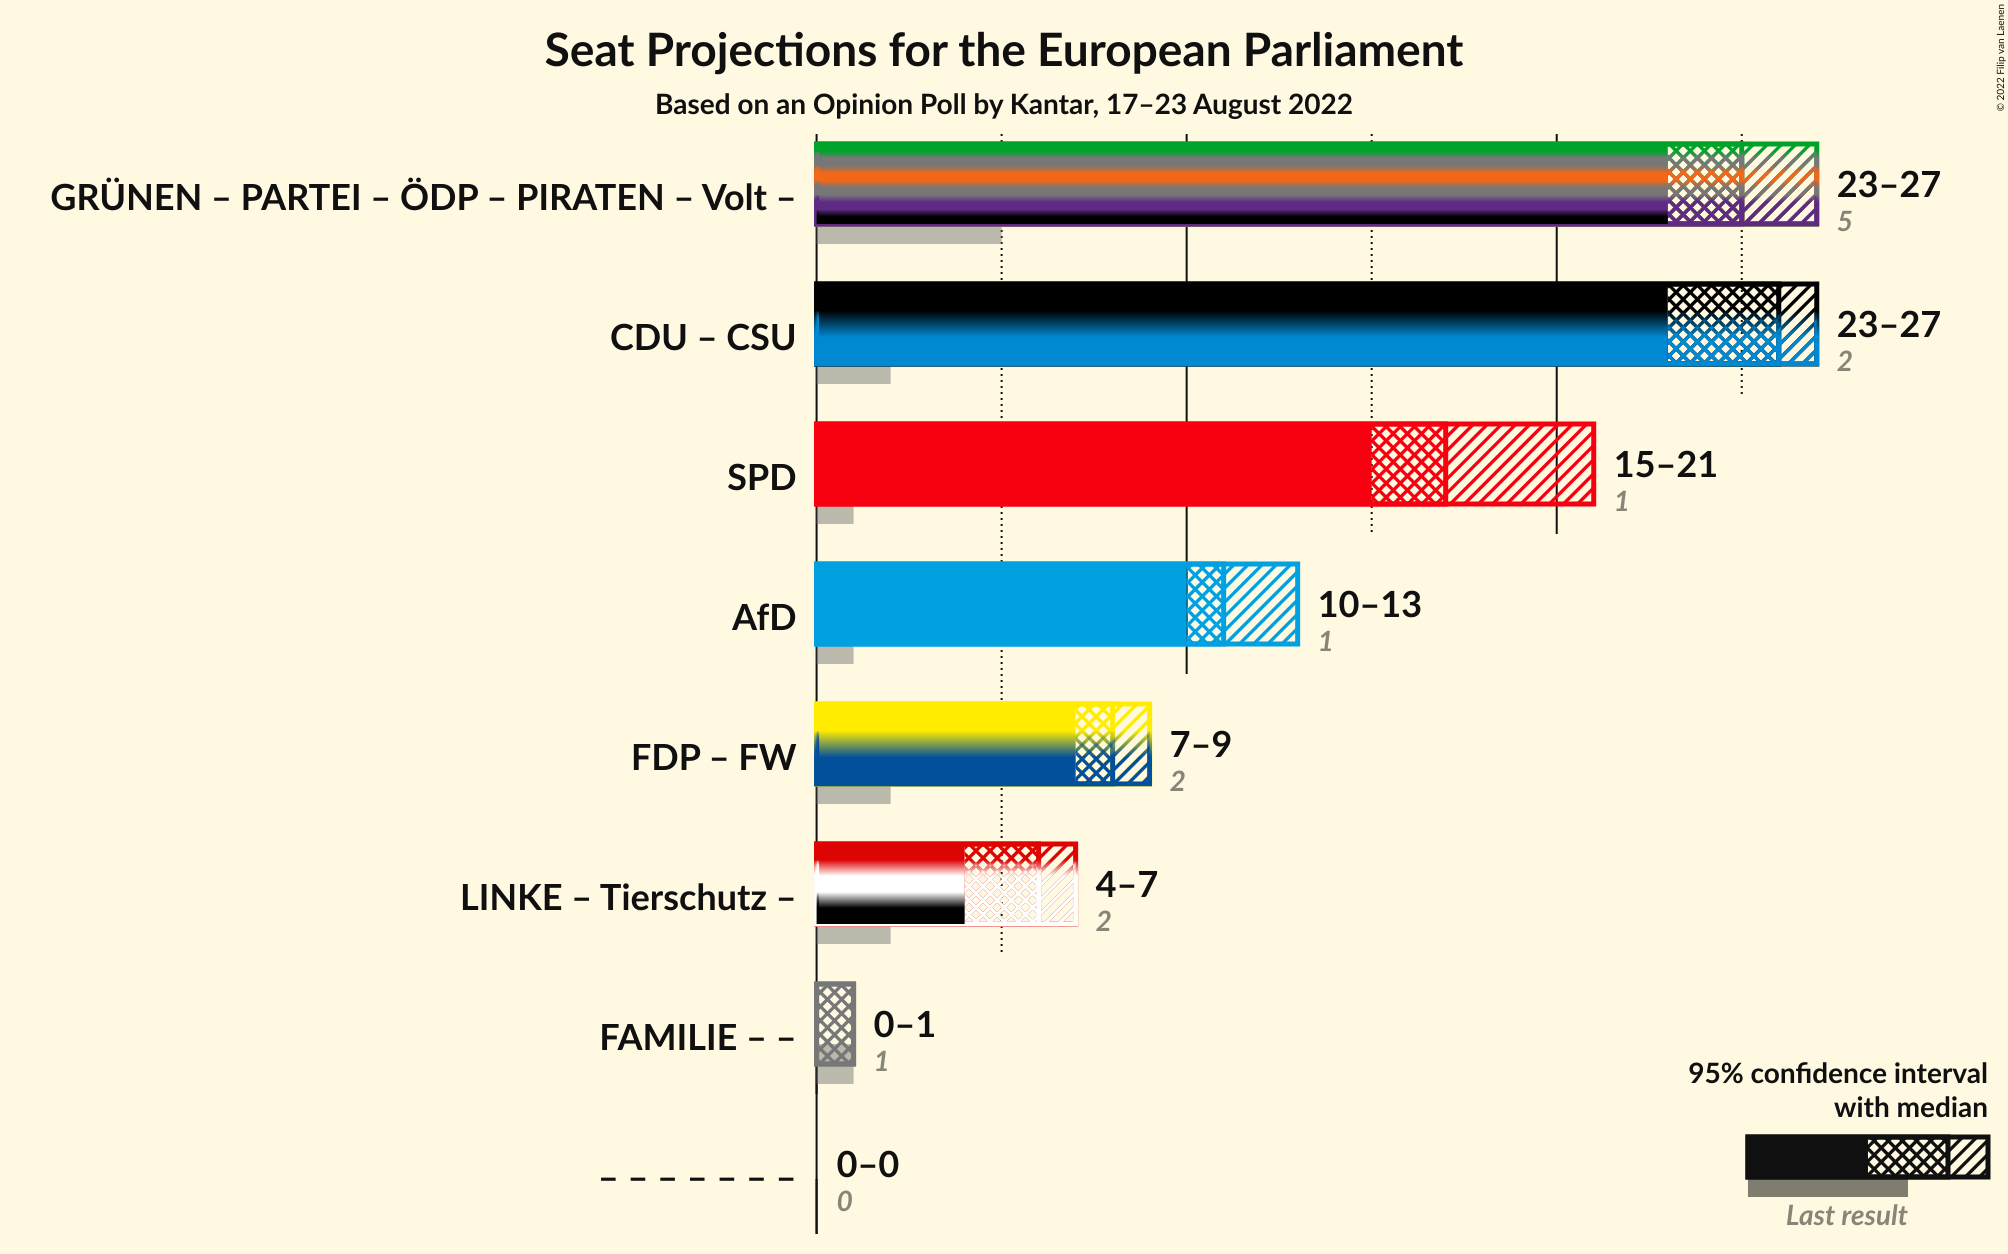 Seat Projections for the European Parliament
Based on an Opinion Poll by Kantar, 17–23 August 2022
© 2022 Filip van Laenen
GRÜNEN – PARTEI – ÖDP – PIRATEN – Volt –
23–27
5
CDU – CSU
23–27
2
SPD
15–21
1
AfD
10–13
1
FDP – FW
7–9
2
LINKE – Tierschutz –
4–7
2
FAMILIE – –
0–1
1
– – – – – – –
0–0
0
95% confidence interval
with median
Last result